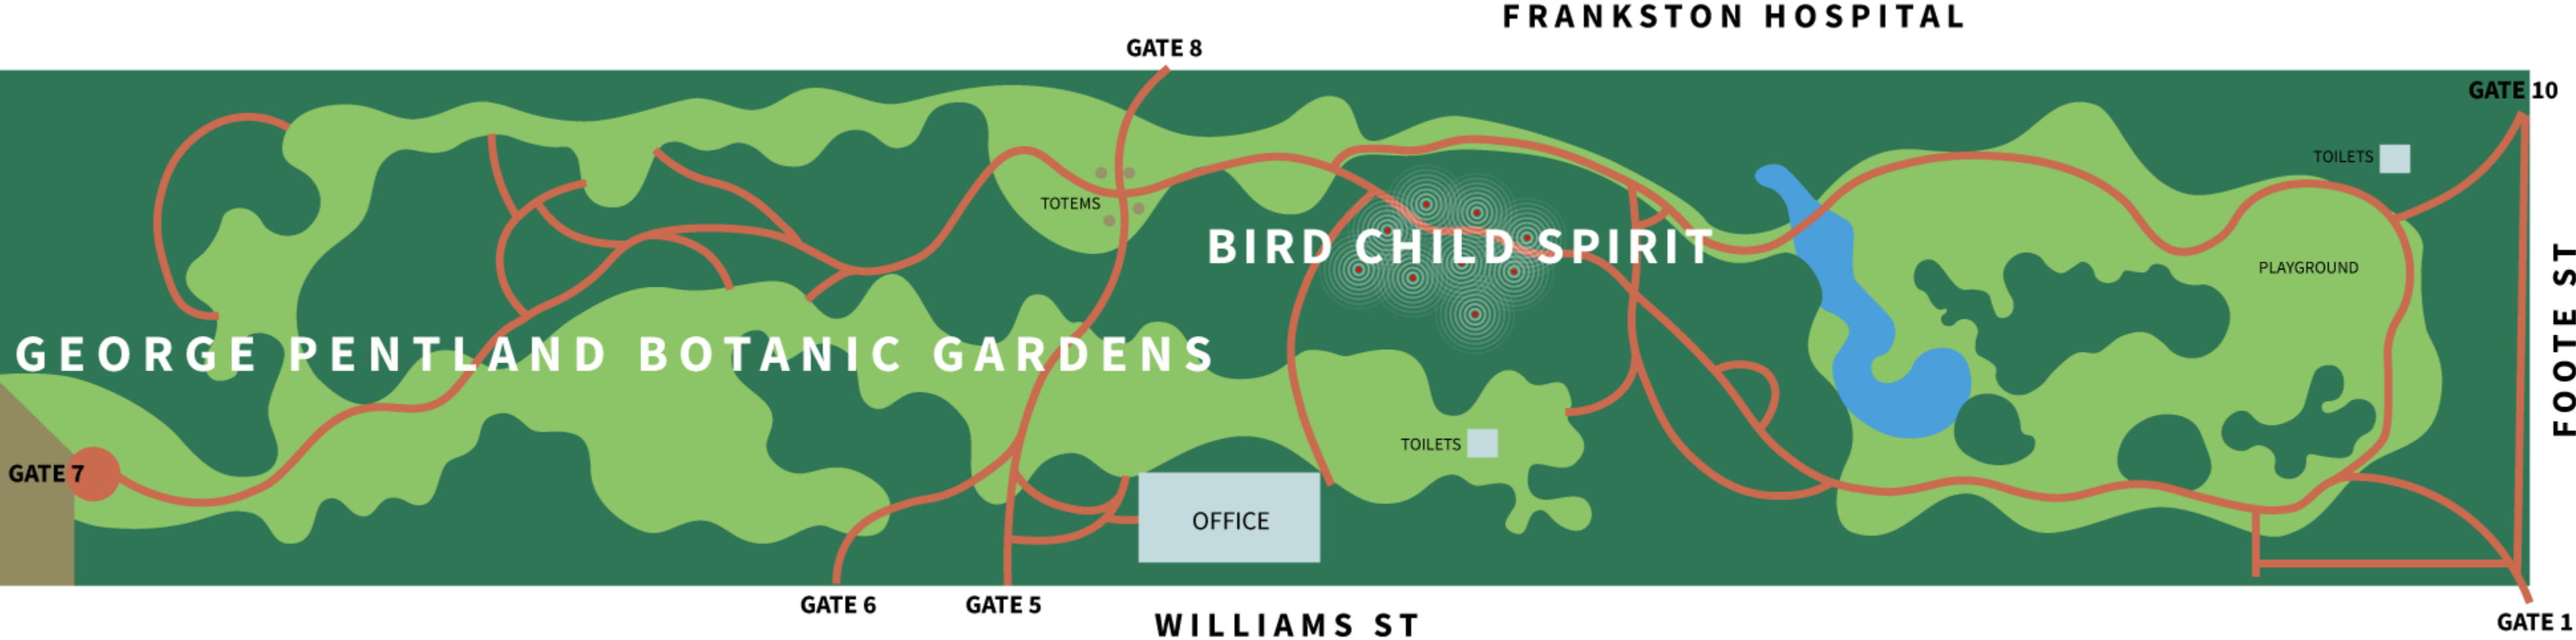 FRANKSTON HOSPITAL
GATE 8
GATE 10
TOILETS
TOTEMS
BIRD CHILD SPIRIT
PLAYGROUND
FOOTE ST
GEORGE PENTLAND BOTANIC GARDENS
TOILETS
GATE 7
OFFICE
GATE 6
GATE 5
WILLIAMS ST
GATE 1